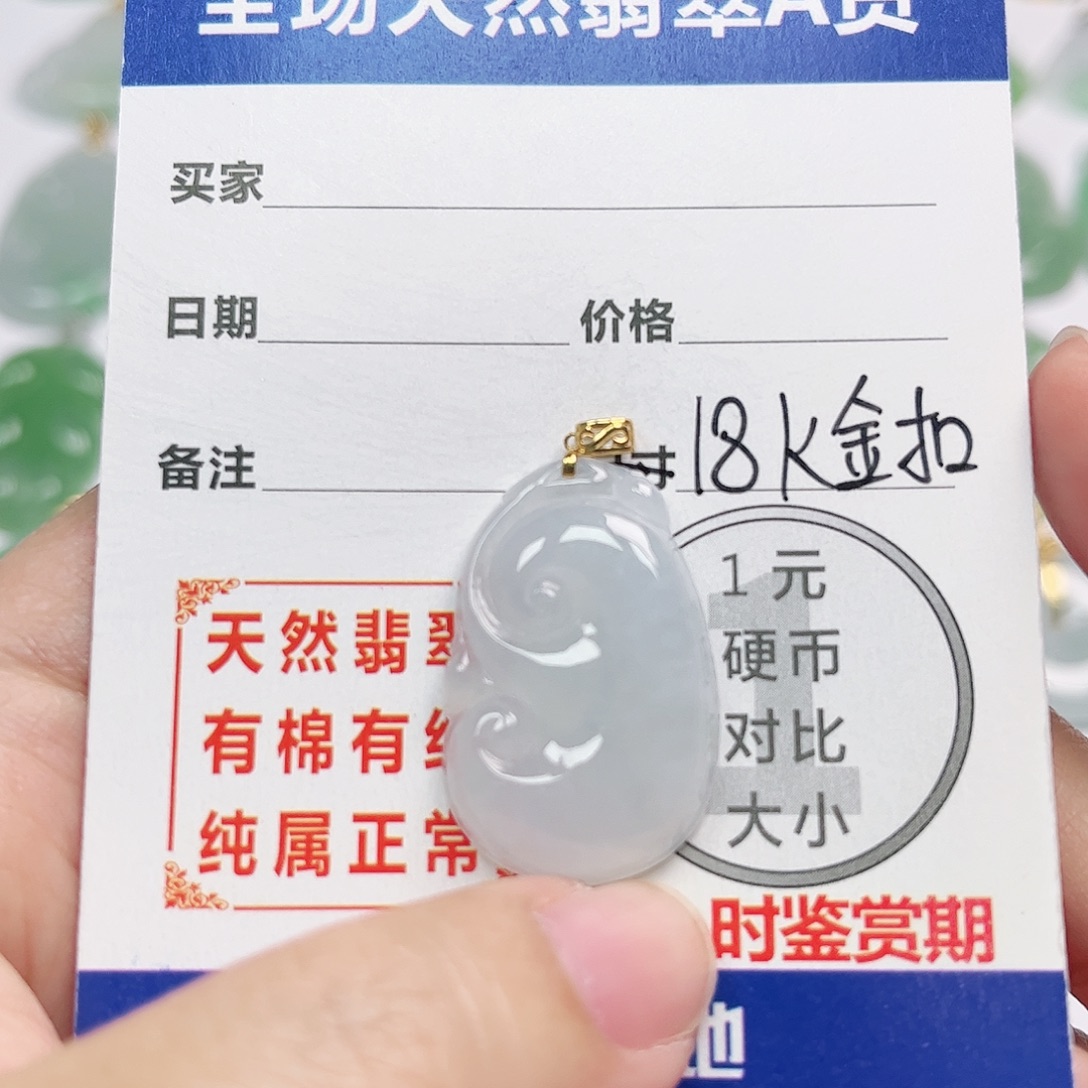 全场天然翡翠A货
买家
日期 价格
备注 18K金扣
天然翡翠
有棉有
纯属正常
1元
硬币
对比
大小
时鉴赏期
地